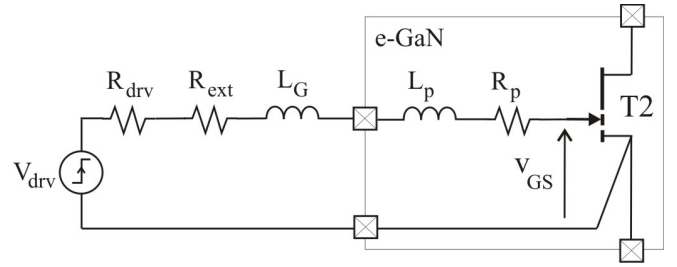 e-GaN
R_drv
R_ext
L_G
L_p
R_p
T2
V_drv
v_GS